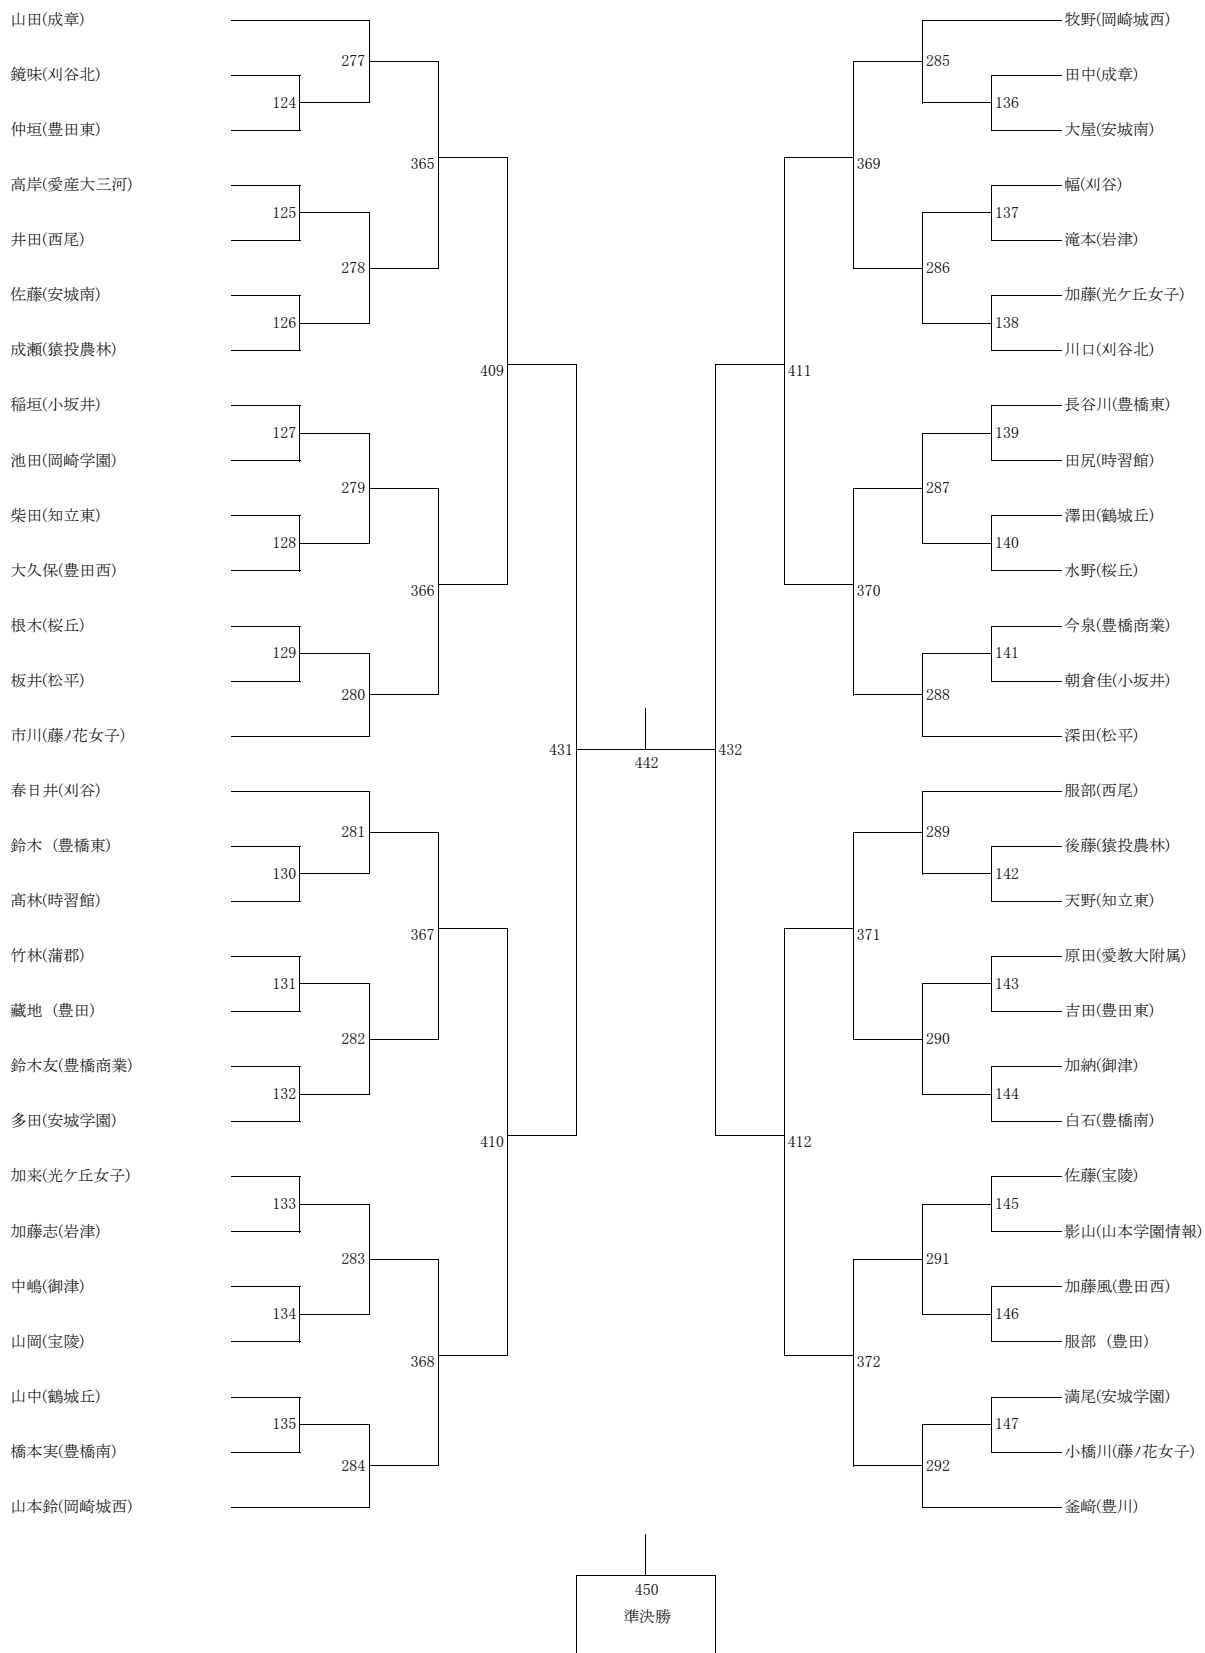 山田(成章)
鏡味(刈谷北)
仲垣(豊田東)
高岸(愛産大三河)
井田(西尾)
佐藤(安城南)
成瀬(猿投農林)
稲垣(小坂井)
池田(岡崎学園)
柴田(知立東)
大久保(豊田西)
根木(桜丘)
板井(松平)
市川(藤ノ花女子)
春日井(刈谷)
鈴木（豊橋東)
髙林(時習館)
竹林(蒲郡)
藏地（豊田）
鈴木友(豊橋商業)
多田(安城学園)
加来(光ケ丘女子)
加藤志(岩津)
中嶋(御津)
山岡(宝陵)
山中(鶴城丘)
橋本実(豊橋南)
山本鈴(岡崎城西)
124
125
126
127
128
129
130
131
132
133
134
135
277
278
279
280
281
282
283
284
365
366
367
368
409
410
431
442
432
411
412
369
370
371
372
285
286
287
288
289
290
291
292
136
137
138
139
140
141
142
143
144
145
146
147
牧野(岡崎城西)
田中(成章)
大屋(安城南)
幅(刈谷)
滝本(岩津)
加藤(光ケ丘女子)
川口(刈谷北)
長谷川(豊橋東)
田尻(時習館)
澤田(鶴城丘)
水野(桜丘)
今泉(豊橋商業)
朝倉佳(小坂井)
深田(松平)
服部(西尾)
後藤(猿投農林)
天野(知立東)
原田(愛教大附属)
吉田(豊田東)
加納(御津)
白石(豊橋南)
佐藤(宝陵)
影山(山本学園情報)
加藤風(豊田西)
服部（豊田）
満尾(安城学園)
小橋川(藤ノ花女子)
釜﨑(豊川)
450
準決勝